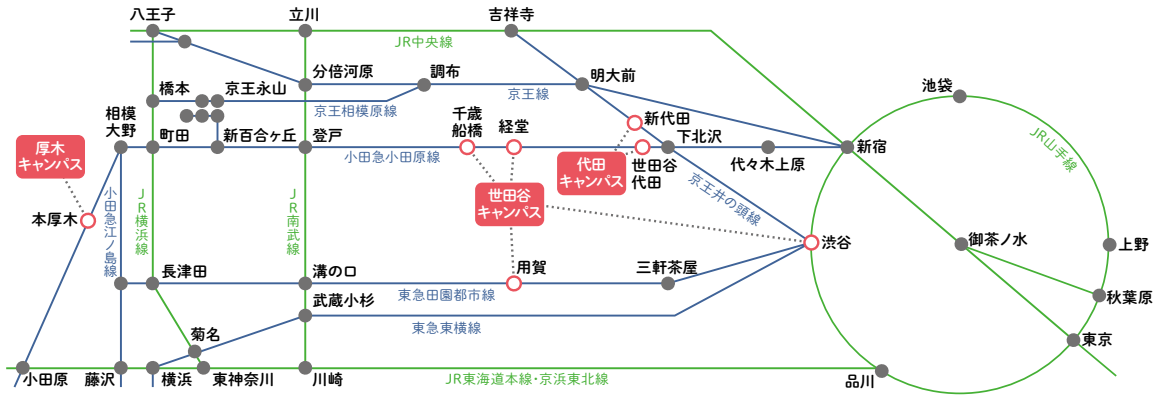 八王子
立川
吉祥寺
JR中央線
分倍河原
調布
明大前
池袋
橋本
京王永山
京王相模原線
京王線
相模
大野
町田
新百合ヶ丘
登戸
千歳
船橋
経堂
新代田
下北沢
代々木上原
新宿
JR山手線
小田急小田原線
世田谷
代田
厚木
キャンパス
代田
キャンパス
世田谷
キャンパス
京王井の頭線
本厚木
小田急江ノ島線
JR横浜線
JR南武線
渋谷
御茶ノ水
上野
長津田
溝の口
用賀
三軒茶屋
東急田園都市線
秋葉原
武蔵小杉
東急東横線
菊名
東京
小田原
藤沢
横浜
東神奈川
川崎
JR東海道本線・京浜東北線
品川